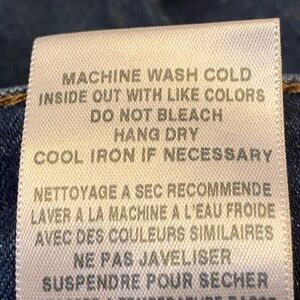 MACHINE WASH COLD
INSIDE OUT WITH LIKE COLORS
DO NOT BLEACH
HANG DRY
COOL IRON IF NECESSARY
NETTOYAGE A SEC RECOMMENDE
LAVER A LA MACHINE A L'EAU FROIDE
AVEC DES COULEURS SIMILAIRES
NE PAS JAVELISER
SUSPENDRE POUR SECHER